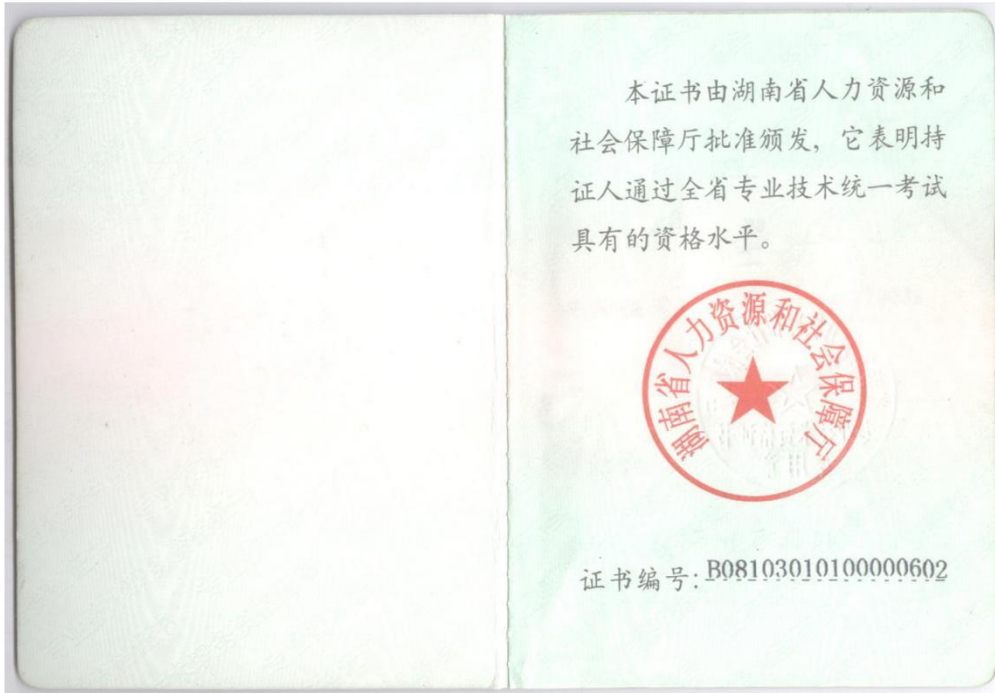 本证书由湖南省人力资源和
社会保障厅批准颁发，它表明持
证人通过全省专业技术统一考试
具有的资格水平。
湖南省人力资源和社会保障厅
证书编号：B08103010100000602